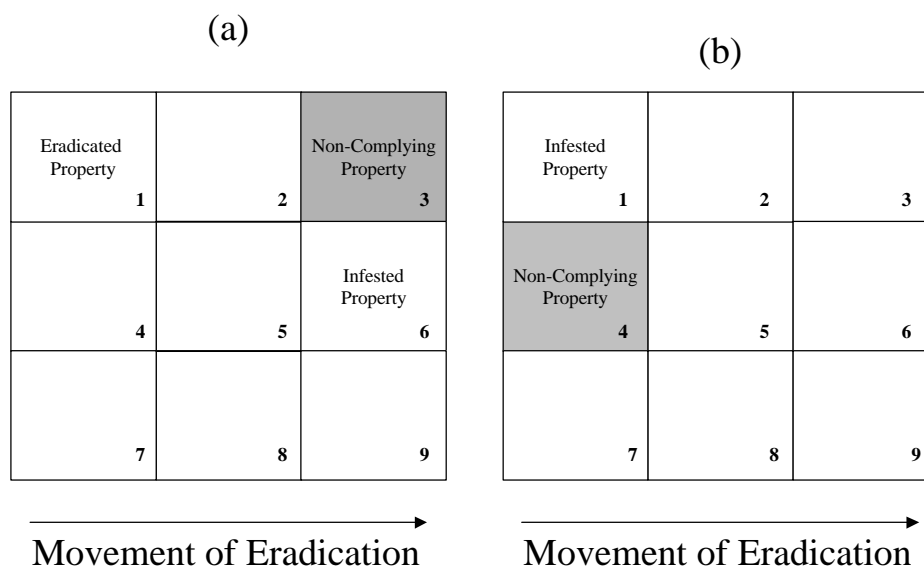 (a)
Eradicated
Property
1
2
Non-Complying
Property
3
4
5
Infested
Property
6
7
8
9
Movement of Eradication
(b)
Infested
Property
1
2
3
Non-Complying
Property
4
5
6
7
8
9
Movement of Eradication